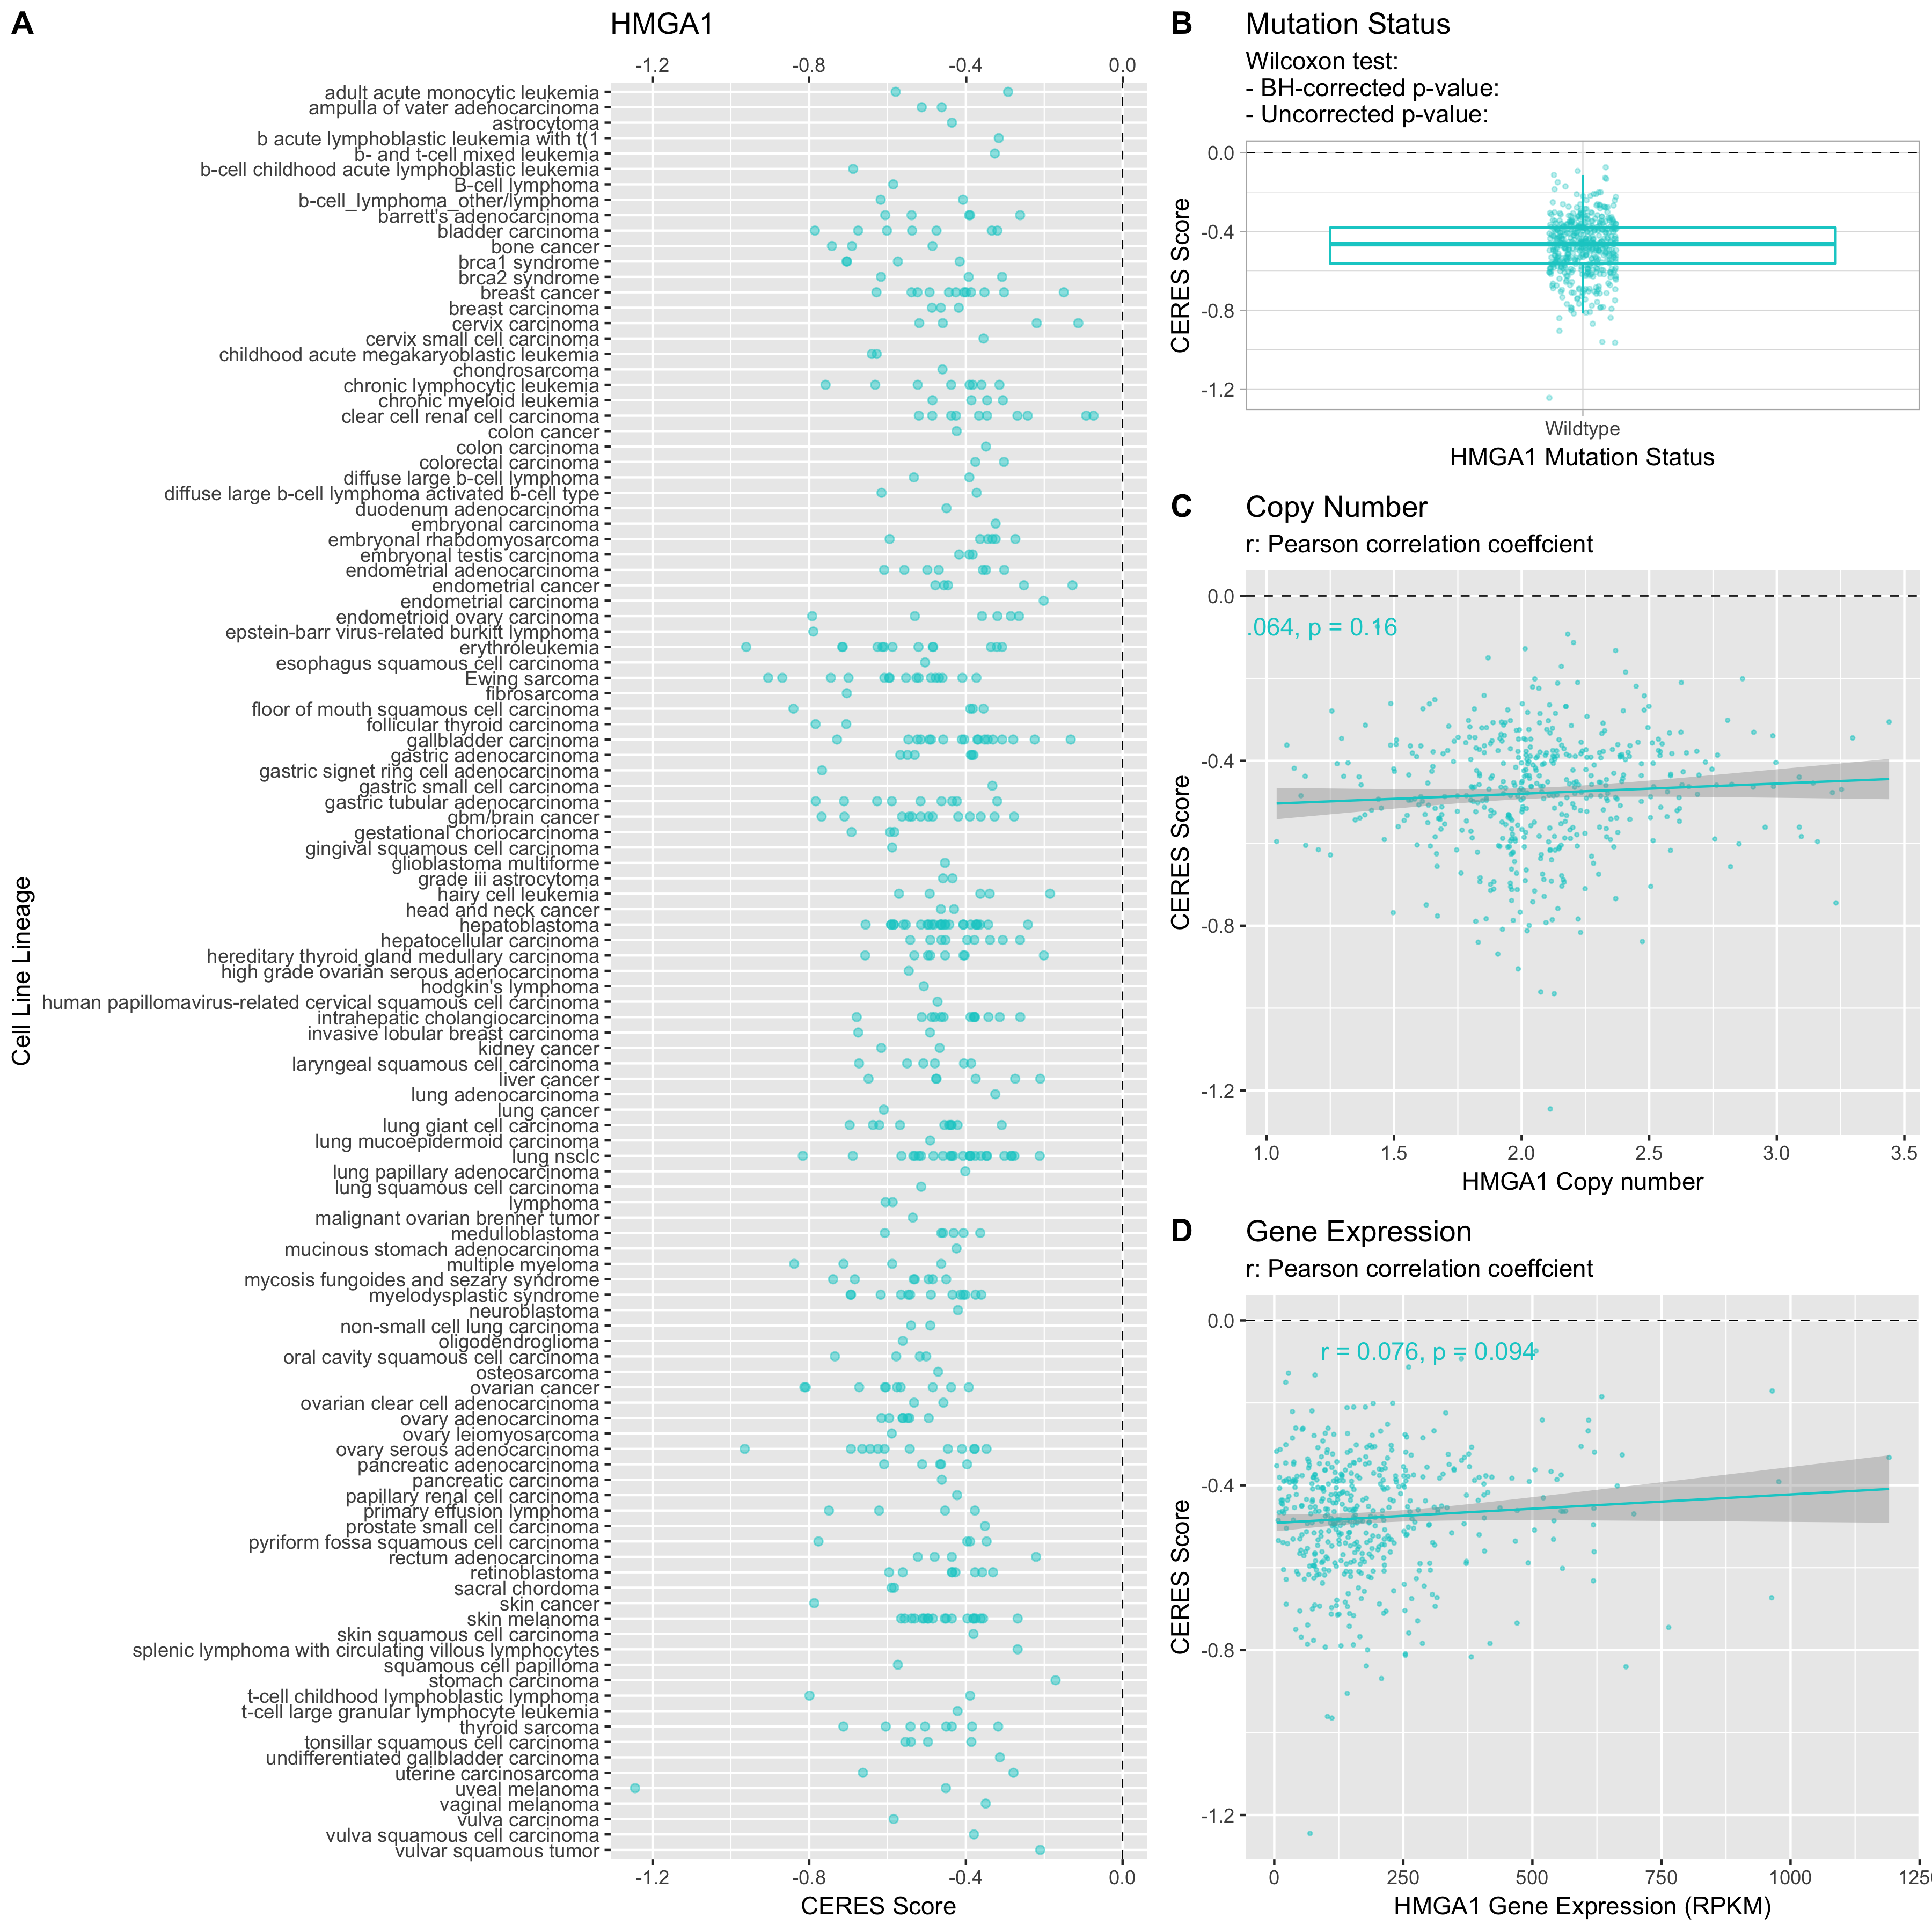 A
HMGA1
-1.2 -0.8 -0.4 0.0
adult acute monocytic leukemia
ampulla of vater adenocarcinoma
astrocytoma
b acute lymphoblastic leukemia with t(1
b- and t-cell mixed leukemia
b-cell childhood acute lymphoblastic leukemia
B-cell lymphoma
b-cell_lymphoma_other/lymphoma
barrett's adenocarcinoma
bladder carcinoma
bone cancer
brca1 syndrome
brca2 syndrome
breast cancer
breast carcinoma
cervix carcinoma
cervix small cell carcinoma
childhood acute megakaryoblastic leukemia
chondrosarcoma
chronic lymphocytic leukemia
chronic myeloid leukemia
clear cell renal cell carcinoma
colon cancer
colon carcinoma
colorectal carcinoma
diffuse large b-cell lymphoma
diffuse large b-cell lymphoma activated b-cell type
duodenum adenocarcinoma
embryonal carcinoma
embryonal rhabdomyosarcoma
embryonal testis carcinoma
endometrial adenocarcinoma
endometrial cancer
endometrial carcinoma
endometrioid ovary carcinoma
epstein-barr virus-related burkitt lymphoma
erythroleukemia
esophagus squamous cell carcinoma
Ewing sarcoma
fibrosarcoma
floor of mouth squamous cell carcinoma
follicular thyroid carcinoma
gallbladder carcinoma
gastric adenocarcinoma
gastric signet ring cell adenocarcinoma
gastric small cell carcinoma
gastric tubular adenocarcinoma
gbm/brain cancer
gestational choriocarcinoma
gingival squamous cell carcinoma
glioblastoma multiforme
grade iii astrocytoma
hairy cell leukemia
head and neck cancer
hepatoblastoma
hepatocellular carcinoma
hereditary thyroid gland medullary carcinoma
high grade ovarian serous adenocarcinoma
hodgkin's lymphoma
human papillomavirus-related cervical squamous cell carcinoma
intrahepatic cholangiocarcinoma
invasive lobular breast carcinoma
kidney cancer
laryngeal squamous cell carcinoma
liver cancer
lung adenocarcinoma
lung cancer
lung giant cell carcinoma
lung mucoepidermoid carcinoma
lung nsclc
lung papillary adenocarcinoma
lung squamous cell carcinoma
lymphoma
malignant ovarian brenner tumor
medulloblastoma
mucinous stomach adenocarcinoma
multiple myeloma
mycosis fungoides and sezary syndrome
myelodysplastic syndrome
neuroblastoma
non-small cell lung carcinoma
oligodendroglioma
oral cavity squamous cell carcinoma
osteosarcoma
ovarian cancer
ovarian clear cell adenocarcinoma
ovary adenocarcinoma
ovary leiomyosarcoma
ovary serous adenocarcinoma
pancreatic adenocarcinoma
pancreatic carcinoma
papillary renal cell carcinoma
primary effusion lymphoma
prostate small cell carcinoma
pyriform fossa squamous cell carcinoma
rectum adenocarcinoma
retinoblastoma
sacral chordoma
skin cancer
skin melanoma
skin squamous cell carcinoma
splenic lymphoma with circulating villous lymphocytes
squamous cell papilloma
stomach carcinoma
t-cell childhood lymphoblastic lymphoma
t-cell large granular lymphocyte leukemia
thyroid sarcoma
tonsillar squamous cell carcinoma
undifferentiated gallbladder carcinoma
uterine carcinosarcoma
uveal melanoma
vaginal melanoma
vulva carcinoma
vulva squamous cell carcinoma
vulvar squamous tumor
-1.2 -0.8 -0.4 0.0
CERES Score
Cell Line Lineage
B
Mutation Status
Wilcoxon test:
- BH-corrected p-value:
- Uncorrected p-value:
0.0
-0.4
-0.8
-1.2
CERES Score
Wildtype
HMGA1 Mutation Status
C
Copy Number
r: Pearson correlation coeffcient
.064, p = 0.16
0.0
-0.4
-0.8
-1.2
CERES Score
1.0 1.5 2.0 2.5 3.0 3.5
HMGA1 Copy number
D
Gene Expression
r: Pearson correlation coeffcient
r = 0.076, p = 0.094
0.0
-0.4
-0.8
-1.2
CERES Score
0 250 500 750 1000 125
HMGA1 Gene Expression (RPKM)